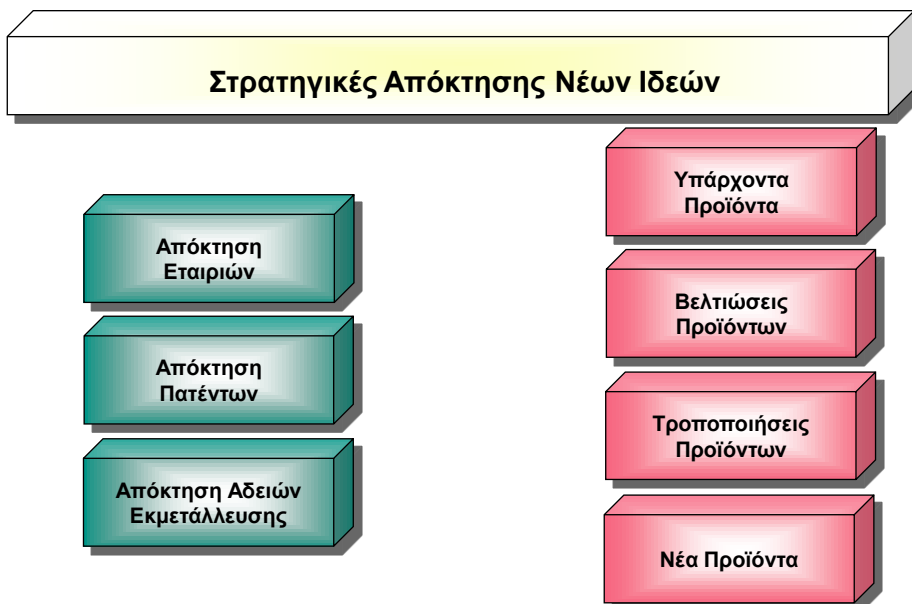 Στρατηγικές Απόκτησης Νέων Ιδεών
Απόκτηση
Εταιριών
Απόκτηση
Πατέντων
Απόκτηση Αδειών
Εκμετάλλευσης
Υπάρχοντα
Προϊόντα
Βελτιώσεις
Προϊόντων
Τροποποιήσεις
Προϊόντων
Νέα Προϊόντα